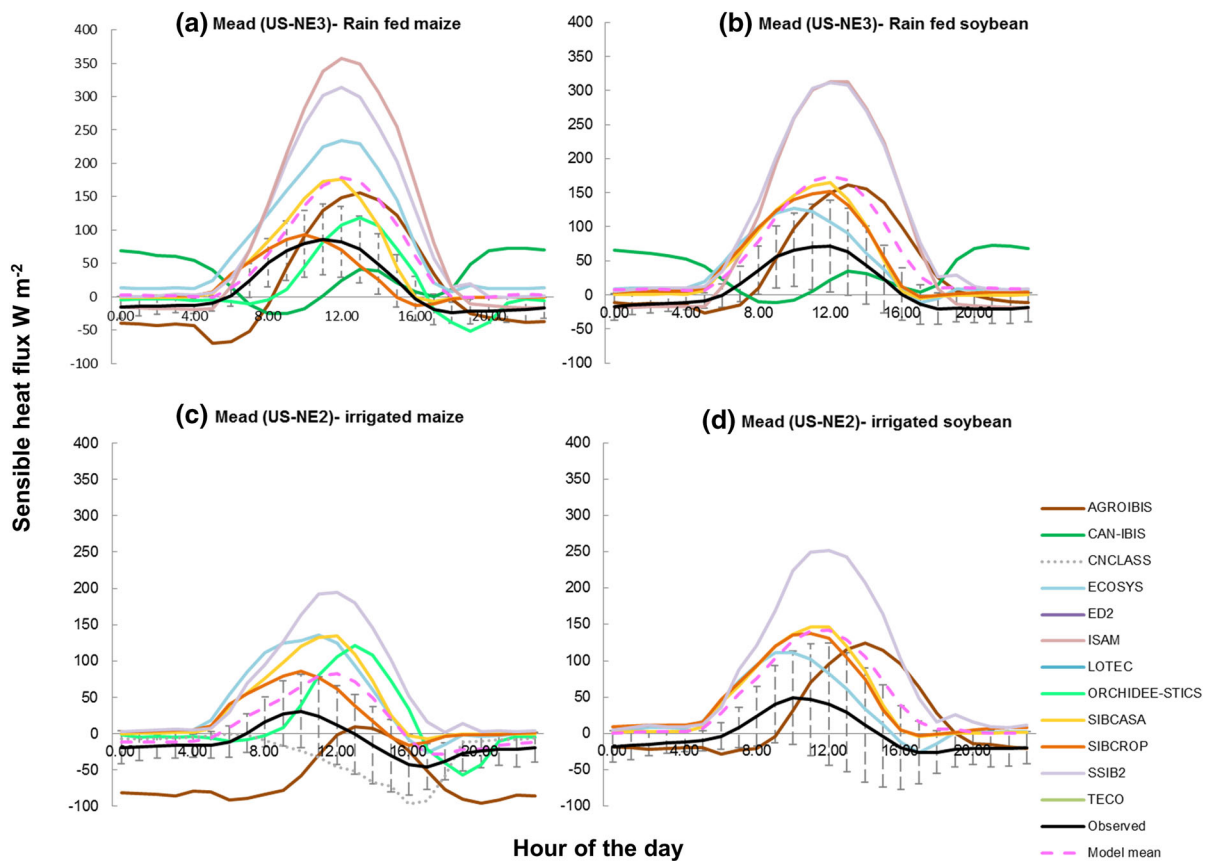 (a) Mead (US-NE3)- Rain fed maize
400
350
300
250
200
150
100
50
0
-50
-100
0.00 4.00 8.00 12.00 16.00 20.00
(b) Mead (US-NE3)- Rain fed soybean
400
350
300
250
200
150
100
50
0
-50
-100
0.00 4.00 8.00 12.00 16.00 20.00
Sensible heat flux W m-2
(c) Mead (US-NE2)- irrigated maize
400
350
300
250
200
150
100
50
0
-50
-100
0.00 4.00 8.00 12.00 16.00 20.00
(d) Mead (US-NE2)- irrigated soybean
400
350
300
250
200
150
100
50
0
-50
-100
0.00 4.00 8.00 12.00 16.00 20.00
AGROIBIS
CAN-IBIS
CNCLASS
ECOSYS
ED2
ISAM
LOTEC
ORCHIDEE-STICS
SIBCASA
SIBCROP
SSIB2
TECO
Observed
Model mean
Hour of the day